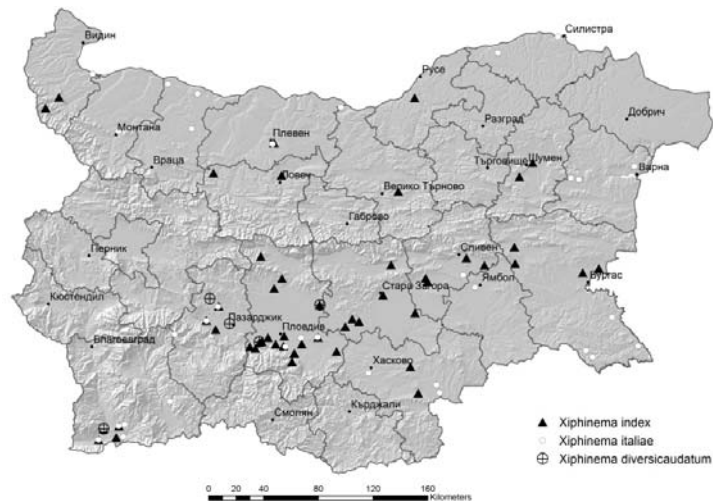 Силистра
Видин
Русе
Добрич
Разград
Монтана
Плевен
Търговище
Шумен
Враца
Варна
Ловеч
Велико Търново
Габрово
Перник
Сливен
Бургас
Ямбол
Стара Загора
Кюстендил
Пазарджик
Пловдив
Благоевград
Хасково
Кърджали
Смолян
Xiphinema index
Xiphinema italiae
Xiphinema diversicaudatum
0 20 40 80 120 160
Kilometers